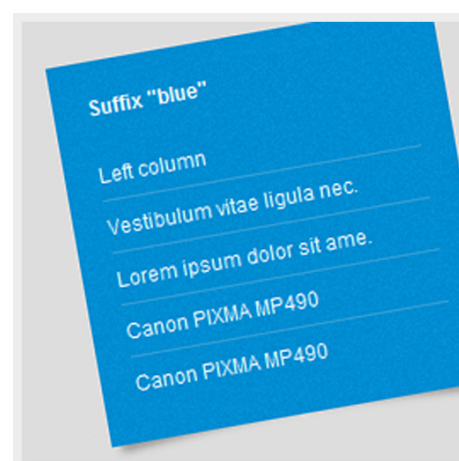 Suffix "blue"
Left column
Vestibulum vitae ligula nec.
Lorem ipsum dolor sit ame.
Canon PIXMA MP490
Canon PIXMA MP490